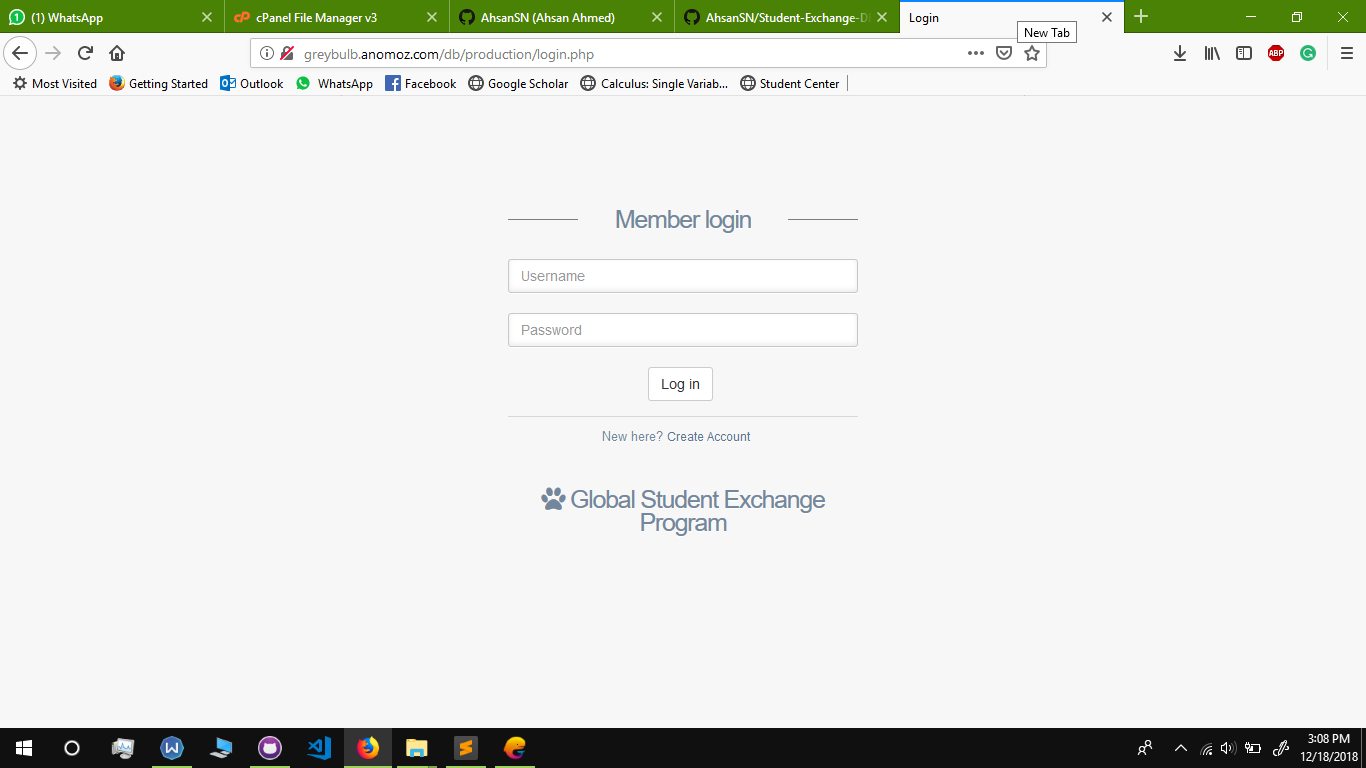 (1) WhatsApp
cPanel File Manager v3
AhsanSN (Ahsan Ahmed)
AhsanSN/Student-Exchange-D
Login
New Tab
greybulb.anomoz.com/db/production/login.php
ABP
Most Visited
Getting Started
Outlook
WhatsApp
Facebook
Google Scholar
Calculus: Single Variab...
Student Center
Member login
Username
Password
Log in
New here? Create Account
Global Student Exchange
Program
3:08 PM
12/18/2018